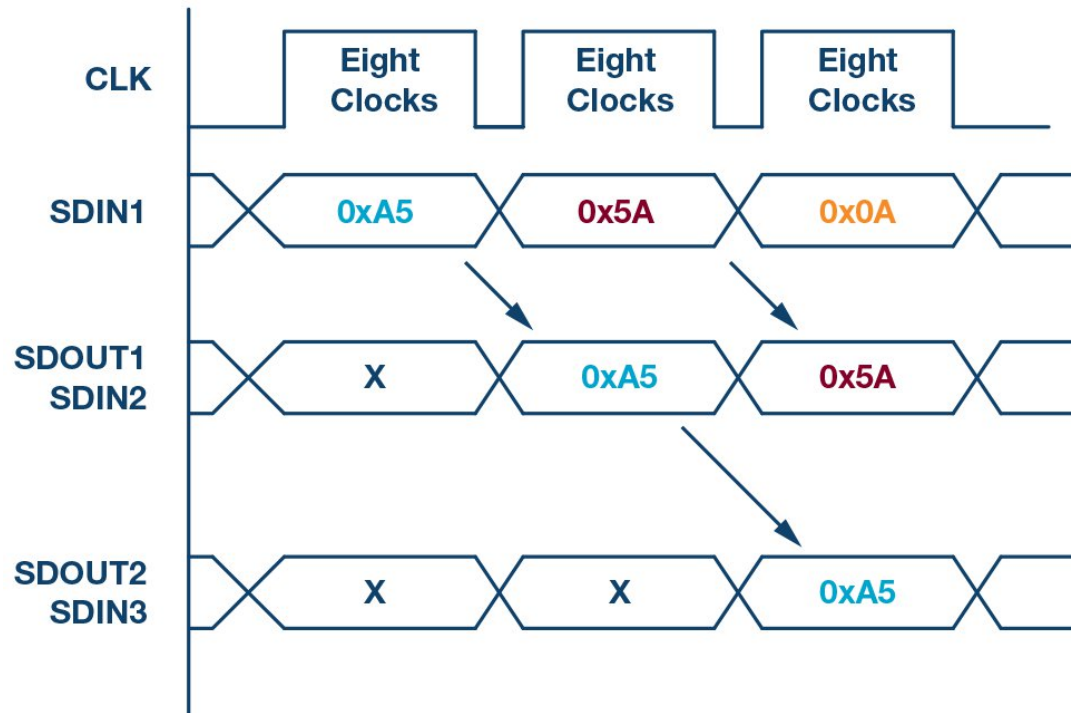 CLK
Eight
Clocks
Eight
Clocks
Eight
Clocks
SDIN1
0xA5
0x5A
0x0A
SDOUT1
SDIN2
X
0xA5
0x5A
SDOUT2
SDIN3
X
X
0xA5